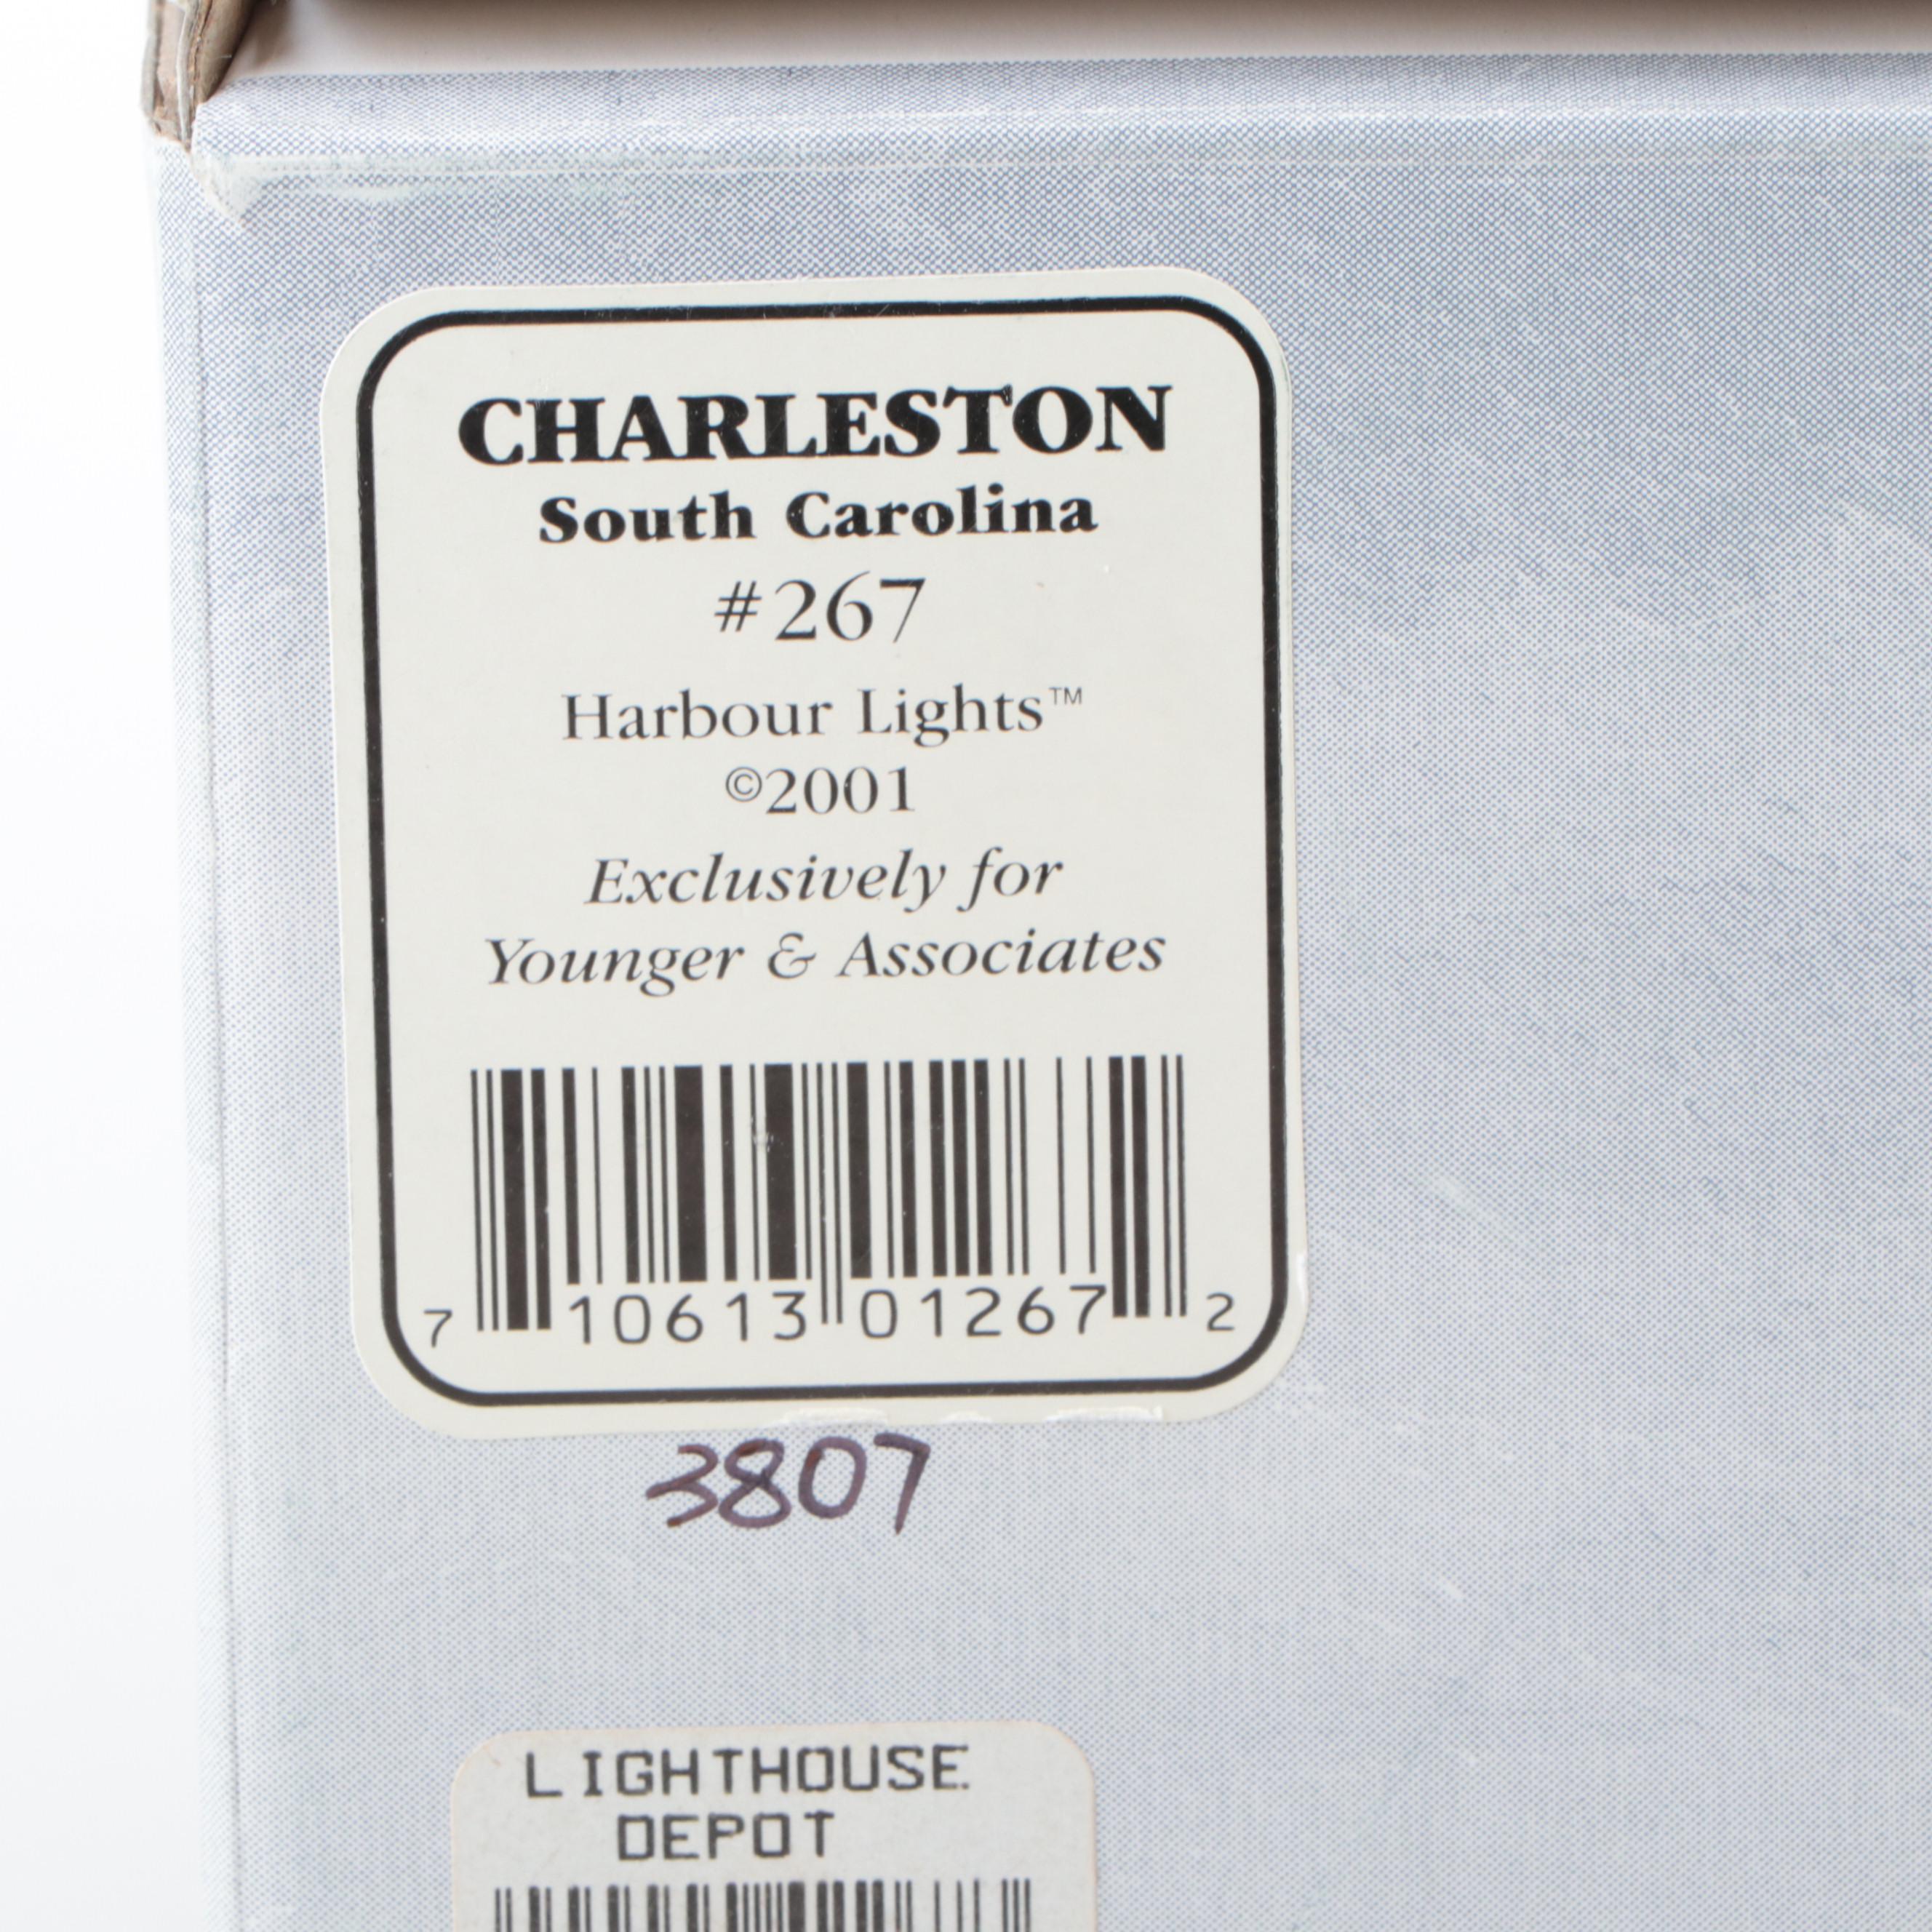 CHARLESTON
South Carolina
#267
Harbour Lights™
©2001
Exclusively for
Younger & Associates
7 10613 01267 2
3807
LIGHTHOUSE
DEPOT